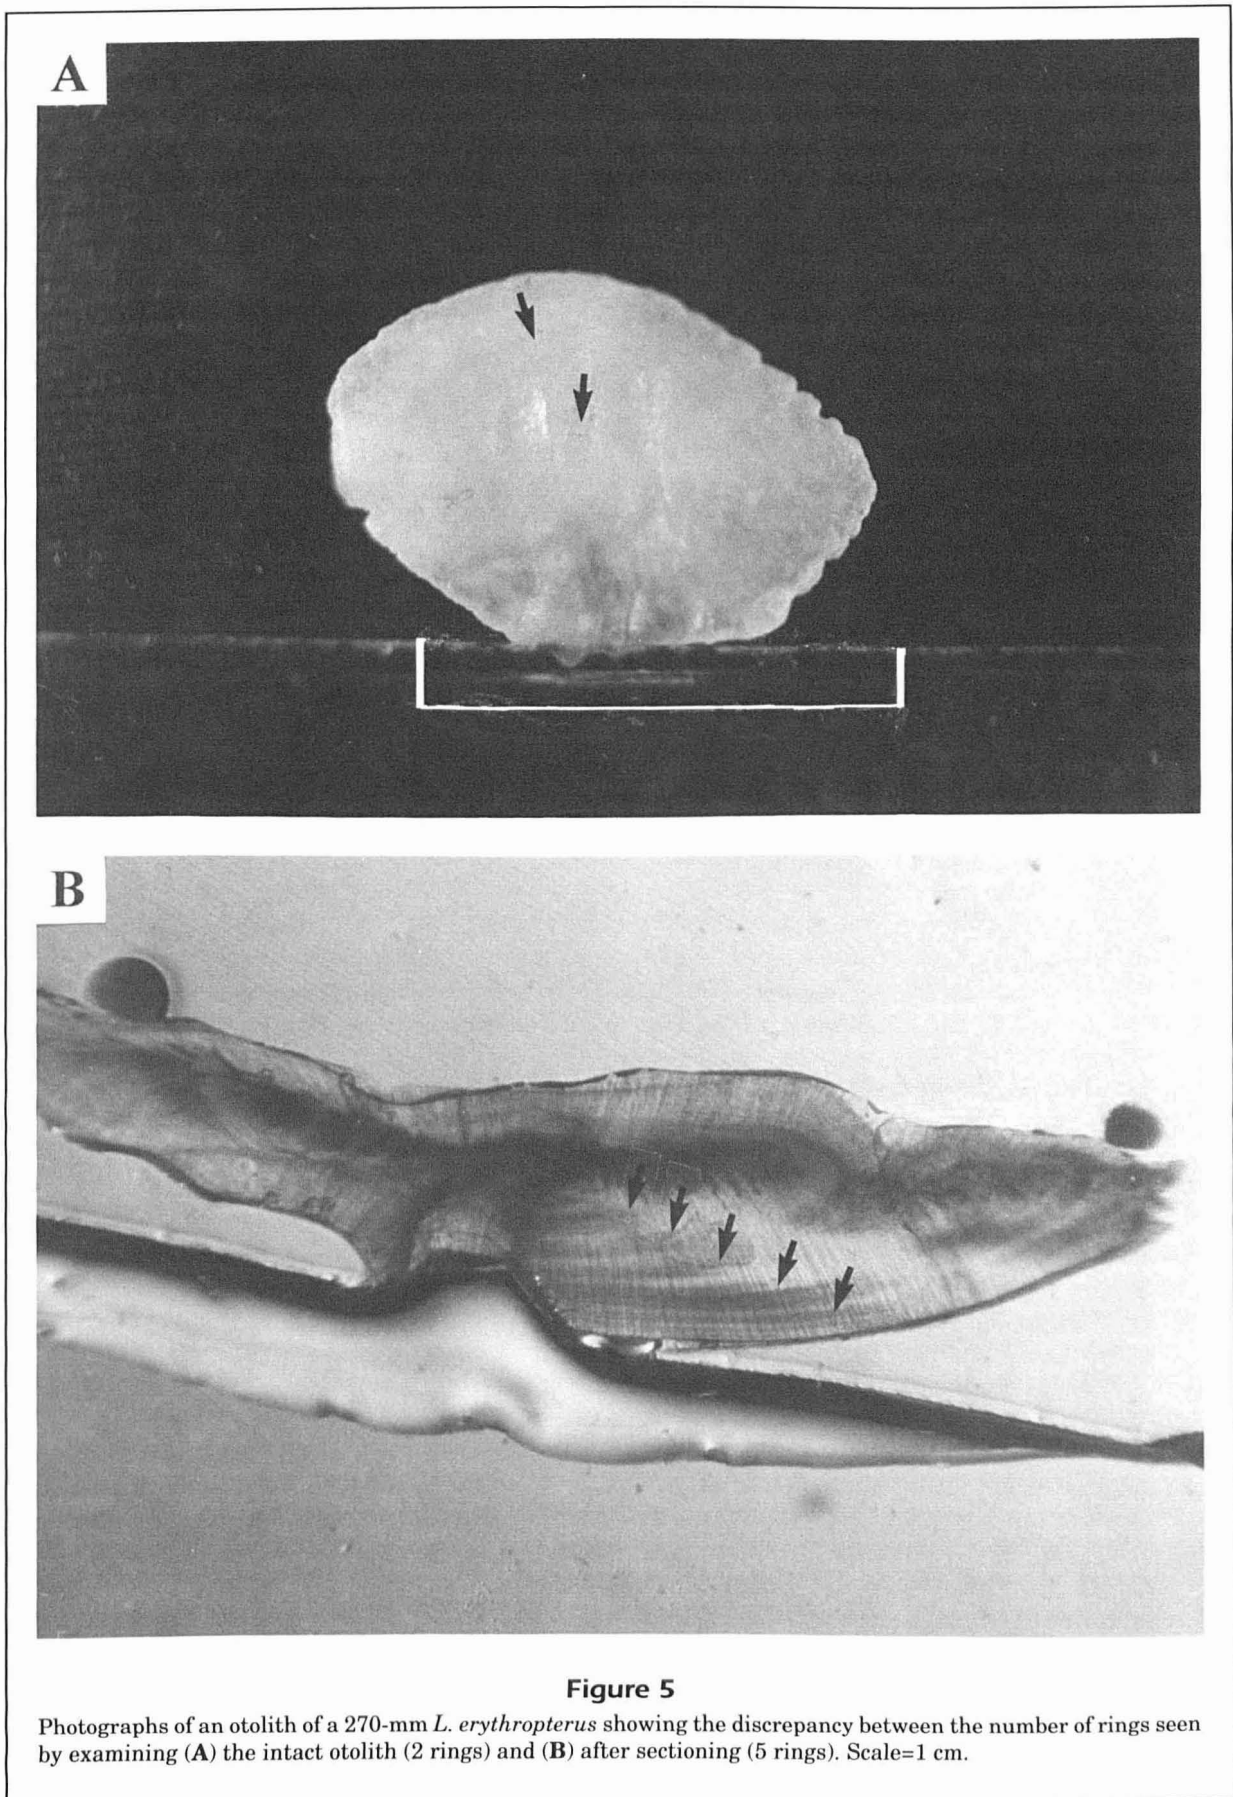 A
B
Figure 5
Photographs of an otolith of a 270-mm L. erythropterus showing the discrepancy between the number of rings seen
by examining (A) the intact otolith (2 rings) and (B) after sectioning (5 rings). Scale=1 cm.